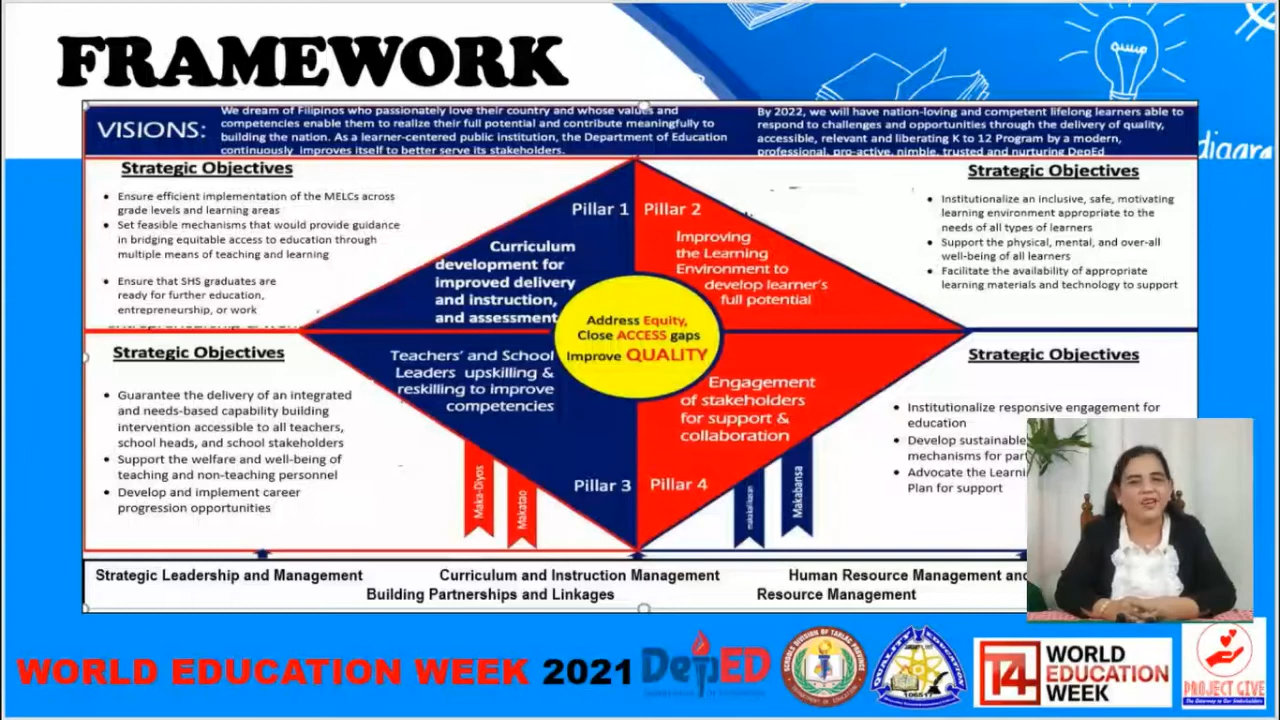 FRAMEWORK
VISIONS:
We dream of Filipinos who passionately love their country and whose values and
competencies enable them to realize their full potential and contribute meaningfully to
building the nation. As a learner-centered public institution, the Department of Education
continuously improves itself to better serve its stakeholders.
By 2022, we will have nation-loving and competent lifelong learners able to
respond to challenges and opportunities through the delivery of quality,
accessible, relevant and liberating K to 12 Program by a modern,
professional, pro-active, nimble, trusted and nurturing DepEd
Strategic Objectives
• Ensure efficient implementation of the MELCs across
grade levels and learning areas
• Set feasible mechanisms that would provide guidance
in bridging equitable access to education through
multiple means of teaching and learning
• Ensure that SHS graduates are
ready for further education,
entrepreneurship, or work
Pillar 1
Curriculum
development for
improved delivery
and instruction,
and assessment
Pillar 2
Improving
the Learning
Environment to
develop learner's
full potential
Strategic Objectives
• Institutionalize an inclusive, safe, motivating
learning environment appropriate to the
needs of all types of learners
• Support the physical, mental, and over-all
well-being of all learners
• Facilitate the availability of appropriate
learning materials and technology to support
Address Equity,
Close ACCESS gaps
Improve QUALITY
Strategic Objectives
• Guarantee the delivery of an integrated
and needs-based capability building
intervention accessible to all teachers,
school heads, and school stakeholders
• Support the welfare and well-being of
teaching and non-teaching personnel
• Develop and implement career
progression opportunities
Teachers' and School
Leaders upskilling &
reskilling to improve
competencies
Pillar 3
Engagement
of stakeholders
for support &
collaboration
Pillar 4
Strategic Objectives
• Institutionalize responsive engagement for
education
• Develop sustainable
mechanisms for par
• Advocate the Learni
Plan for support
Maka-Diyos
Makatao
makakalikasan
Makabansa
Strategic Leadership and Management
Curriculum and Instruction Management
Human Resource Management and
Building Partnerships and Linkages
Resource Management
WORLD EDUCATION WEEK 2021
DepED
T4
WORLD
EDUCATION
WEEK
PROJECT GIVE